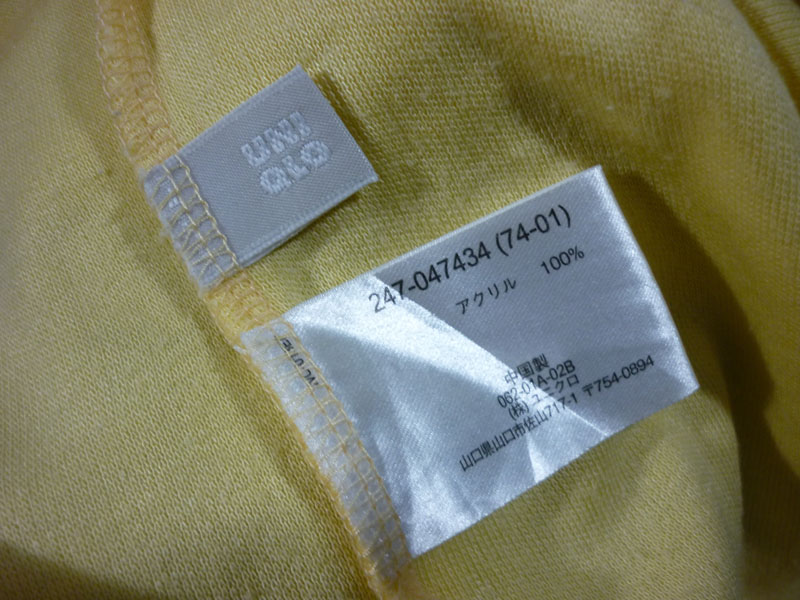 UNI
QLO
247-047434 (74-01)
アクリル 100%
中国製
062-01A-02B
(株)ユニクロ
山口県山口市佐山717-1 〒754-0894